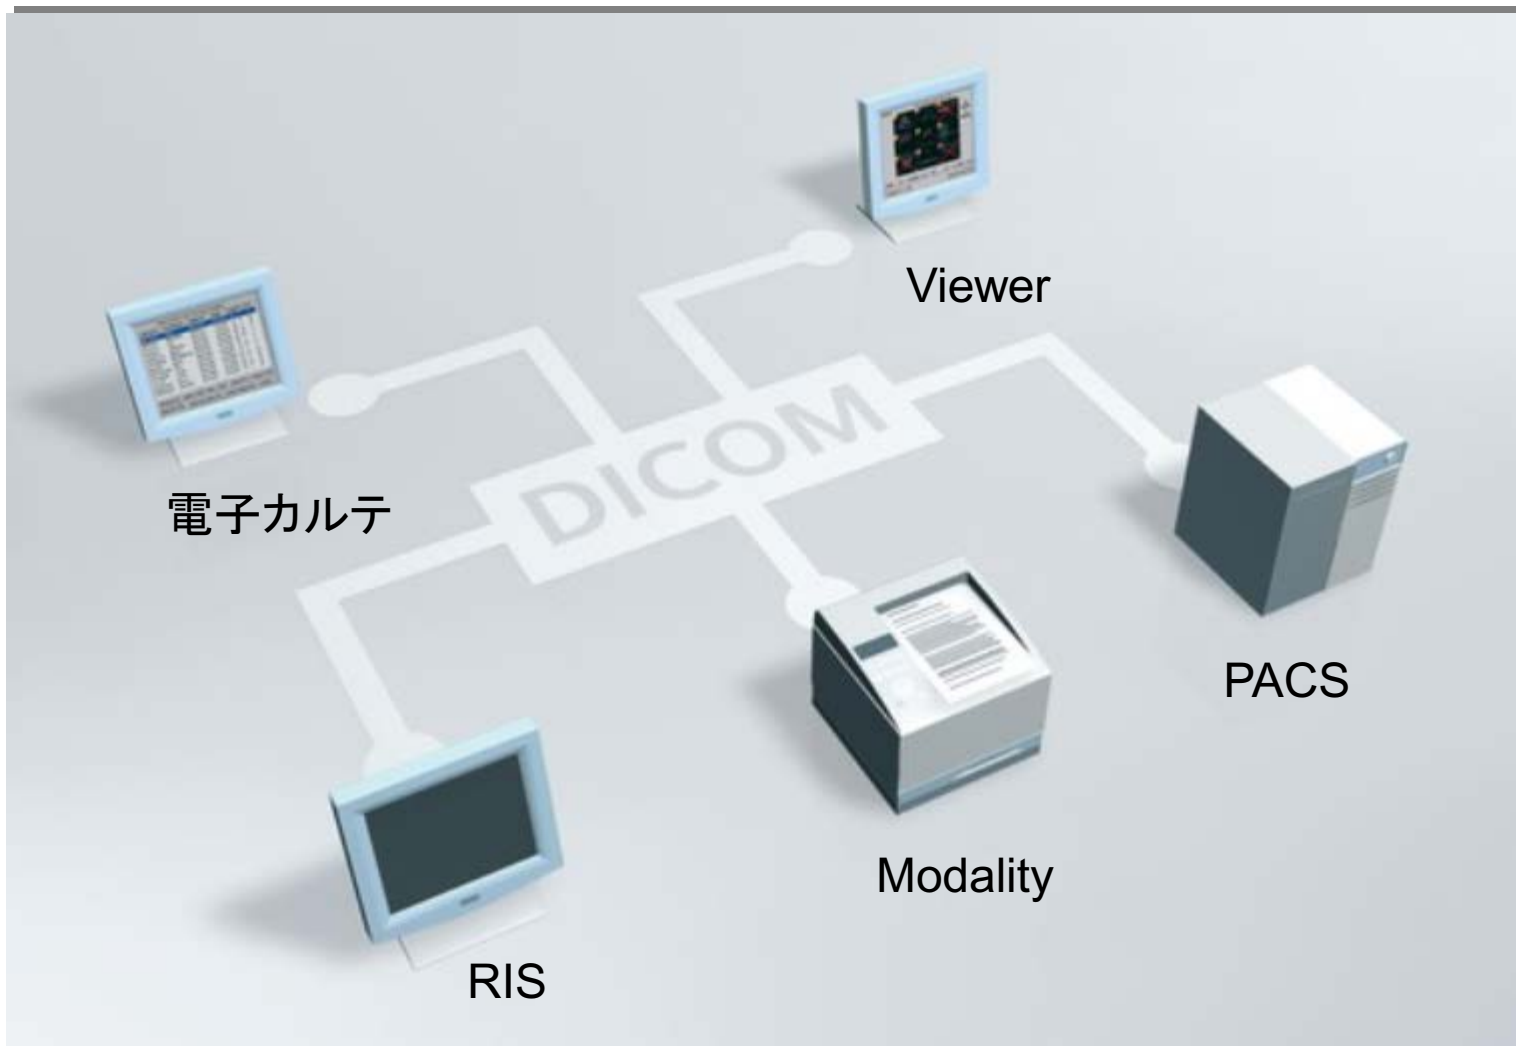 Viewer
電子カルテ
DICOM
PACS
Modality
RIS